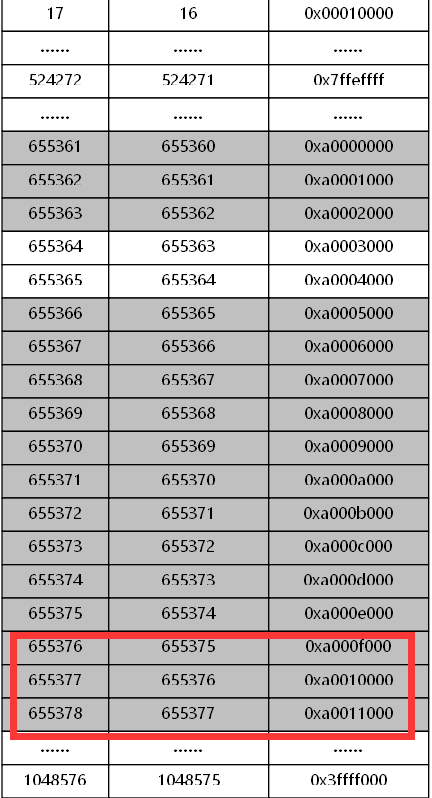 17 16 0x00010000
...... ...... ......
524272 524271 0x7ffeffff
...... ...... ......
655361 655360 0xa0000000
655362 655361 0xa0001000
655363 655362 0xa0002000
655364 655363 0xa0003000
655365 655364 0xa0004000
655366 655365 0xa0005000
655367 655366 0xa0006000
655368 655367 0xa0007000
655369 655368 0xa0008000
655370 655369 0xa0009000
655371 655370 0xa000a000
655372 655371 0xa000b000
655373 655372 0xa000c000
655374 655373 0xa000d000
655375 655374 0xa000e000
655376 655375 0xa000f000
655377 655376 0xa0010000
655378 655377 0xa0011000
...... ...... ......
1048576 1048575 0x3ffff000